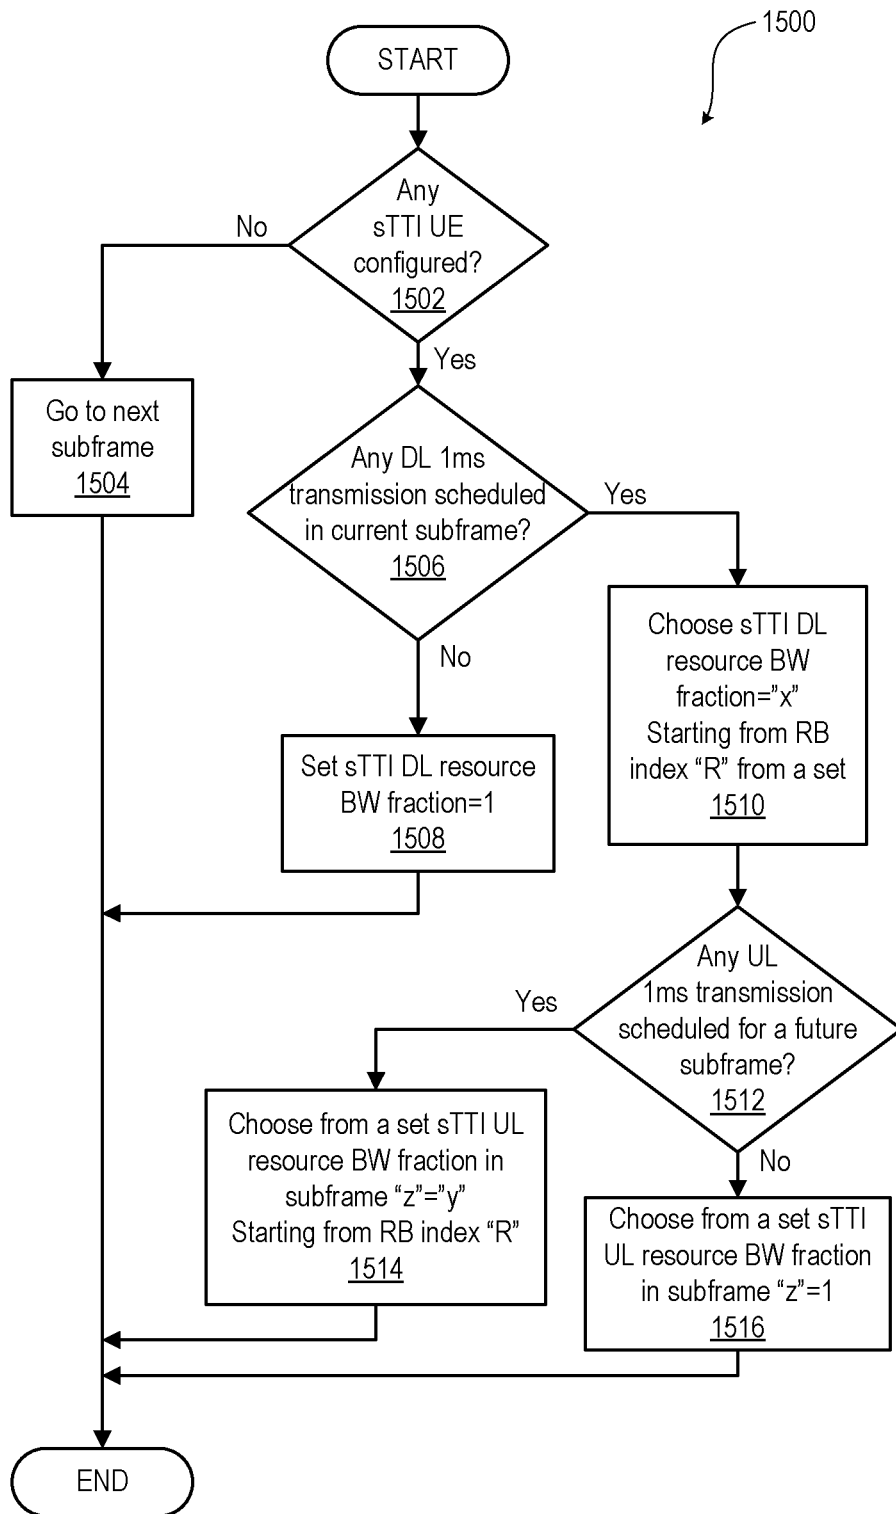 1500
START
Any
sTTI UE
configured?
1502
No
Yes
Go to next
subframe
1504
Any DL 1ms
transmission scheduled
in current subframe?
1506
Yes
No
Choose sTTI DL
resource BW
fraction=”x”
Starting from RB
index “R” from a set
1510
Set sTTI DL resource
BW fraction=1
1508
Any UL
1ms transmission
scheduled for a future
subframe?
1512
Yes
No
Choose from a set sTTI UL
resource BW fraction in
subframe “z”=”y”
Starting from RB index “R”
1514
Choose from a set sTTI
UL resource BW fraction
in subframe “z”=1
1516
END